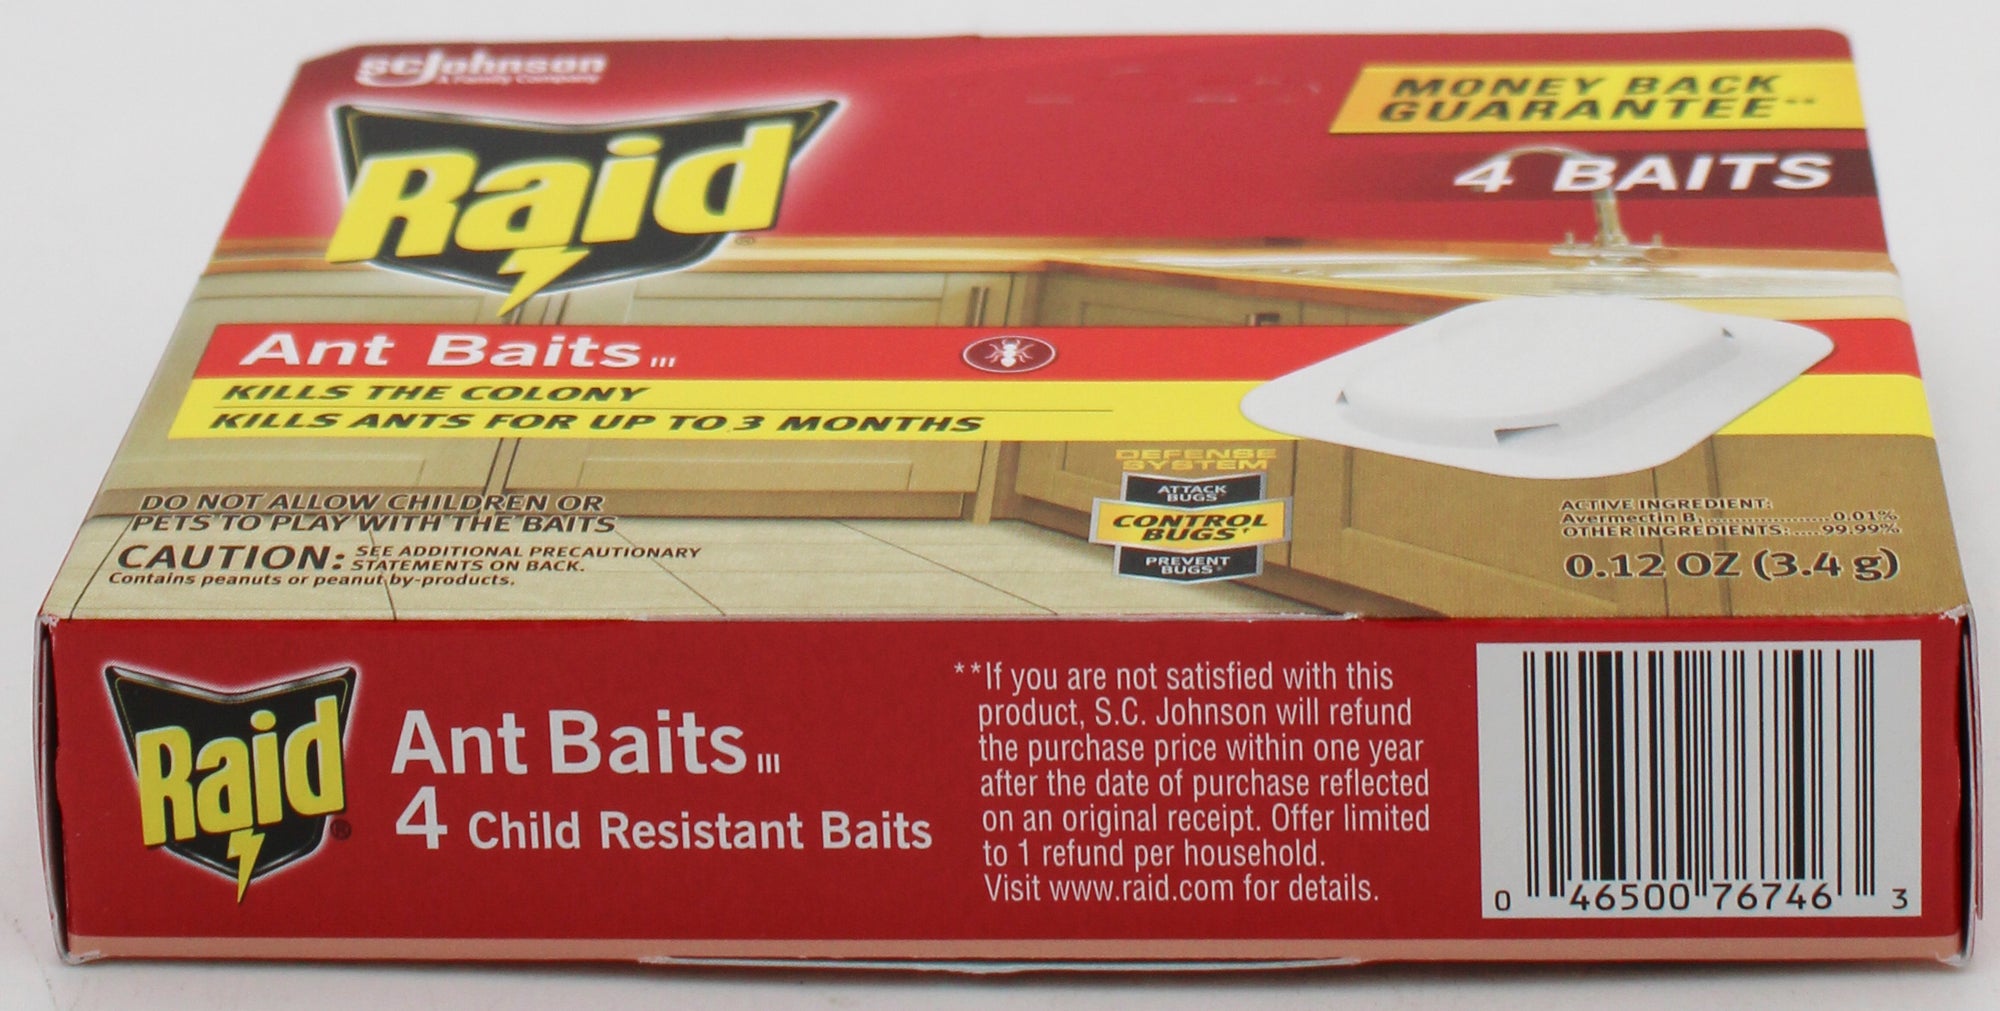 SCJohnson
A Family Company
Raid®
MONEY BACK
GUARANTEE**
4 BAITS
Ant Baits III
KILLS THE COLONY
KILLS ANTS FOR UP TO 3 MONTHS
DEFENSE
SYSTEM
ATTACK
BUGS
CONTROL
BUGS†
PREVENT
BUGS
DO NOT ALLOW CHILDREN OR
PETS TO PLAY WITH THE BAITS
CAUTION: SEE ADDITIONAL PRECAUTIONARY
STATEMENTS ON BACK.
Contains peanuts or peanut by-products.
ACTIVE INGREDIENT:
Avermectin B₁ ....................0.01%
OTHER INGREDIENTS: .....99.99%
0.12 OZ (3.4 g)
Raid®
Ant Baits III
4 Child Resistant Baits
**If you are not satisfied with this
product, S.C. Johnson will refund
the purchase price within one year
after the date of purchase reflected
on an original receipt. Offer limited
to 1 refund per household.
Visit www.raid.com for details.
0 46500 76746 3